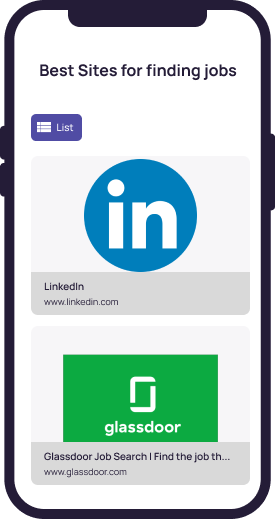 Best Sites for finding jobs
List
in
LinkedIn
www.linkedin.com
glassdoor
Glassdoor Job Search | Find the job th...
www.glassdoor.com